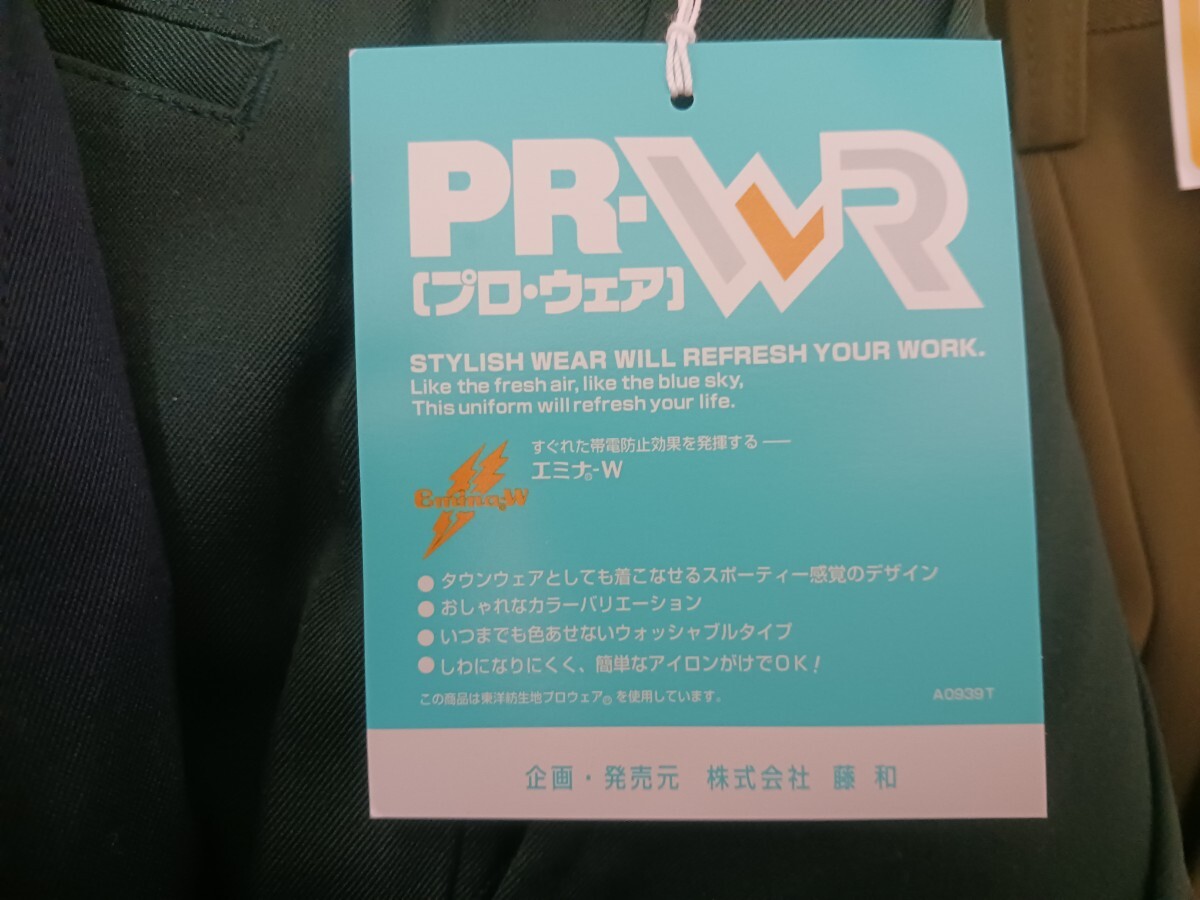 PR-WR
[プロ・ウェア]
STYLISH WEAR WILL REFRESH YOUR WORK.
Like the fresh air, like the blue sky,
This uniform will refresh your life.
すぐれた帯電防止効果を発揮する ──
エミナ®-W
Emina®W
● タウンウェアとしても着こなせるスポーティー感覚のデザイン
● おしゃれなカラーバリエーション
● いつまでも色あせないウォッシャブルタイプ
● しわになりにくく、簡単なアイロンがけでOK!
この商品は東洋紡生地プロウェア® を使用しています。
A0939T
企画・発売元 株式会社 藤 和